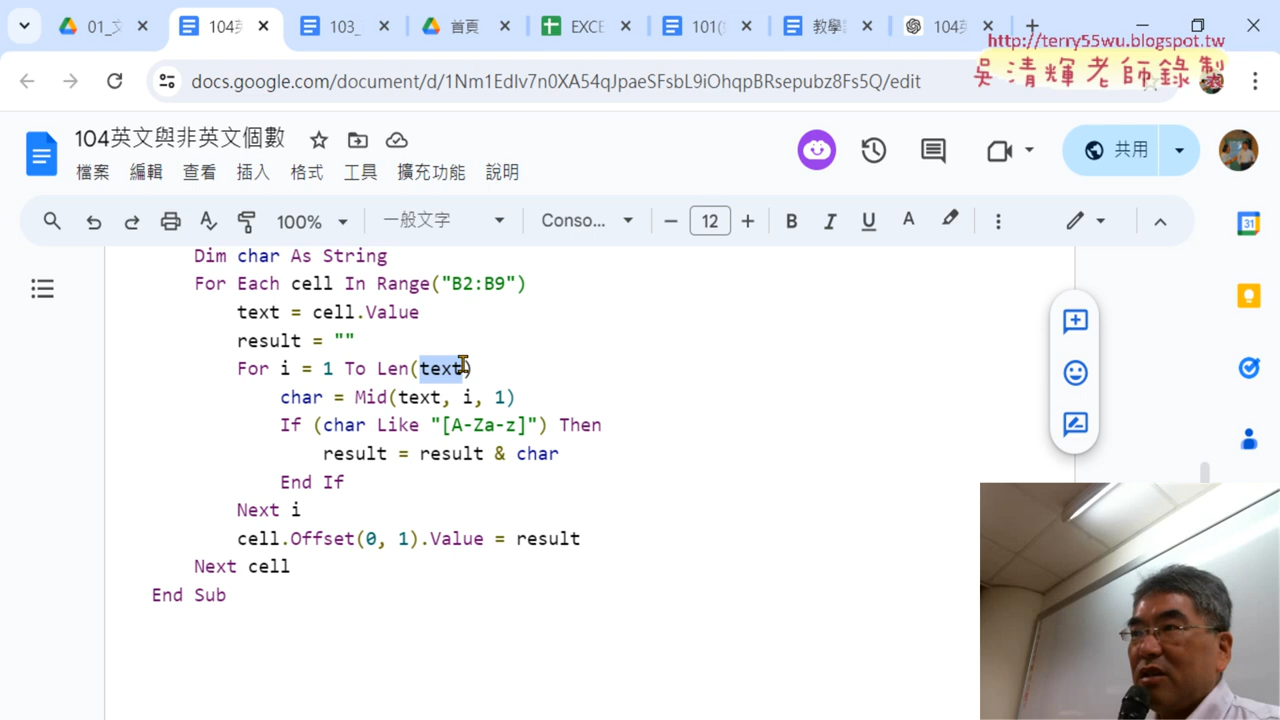 01_文
104英
103_
首頁
EXCE
101(
教學
104英
http://terry55wu.blogspot.tw
吳清輝老師錄製
docs.google.com/document/d/1Nm1Edlv7n0XA54qJpaeSFsbL9iOhqpBRsepubz8Fs5Q/edit
104英文與非英文個數
檔案 編輯 查看 插入 格式 工具 擴充功能 說明
共用
100% 一般文字 Conso... 12 B I U A
Dim char As String
For Each cell In Range("B2:B9")
text = cell.Value
result = ""
For i = 1 To Len(text)
char = Mid(text, i, 1)
If (char Like "[A-Za-z]") Then
result = result & char
End If
Next i
cell.Offset(0, 1).Value = result
Next cell
End Sub
31